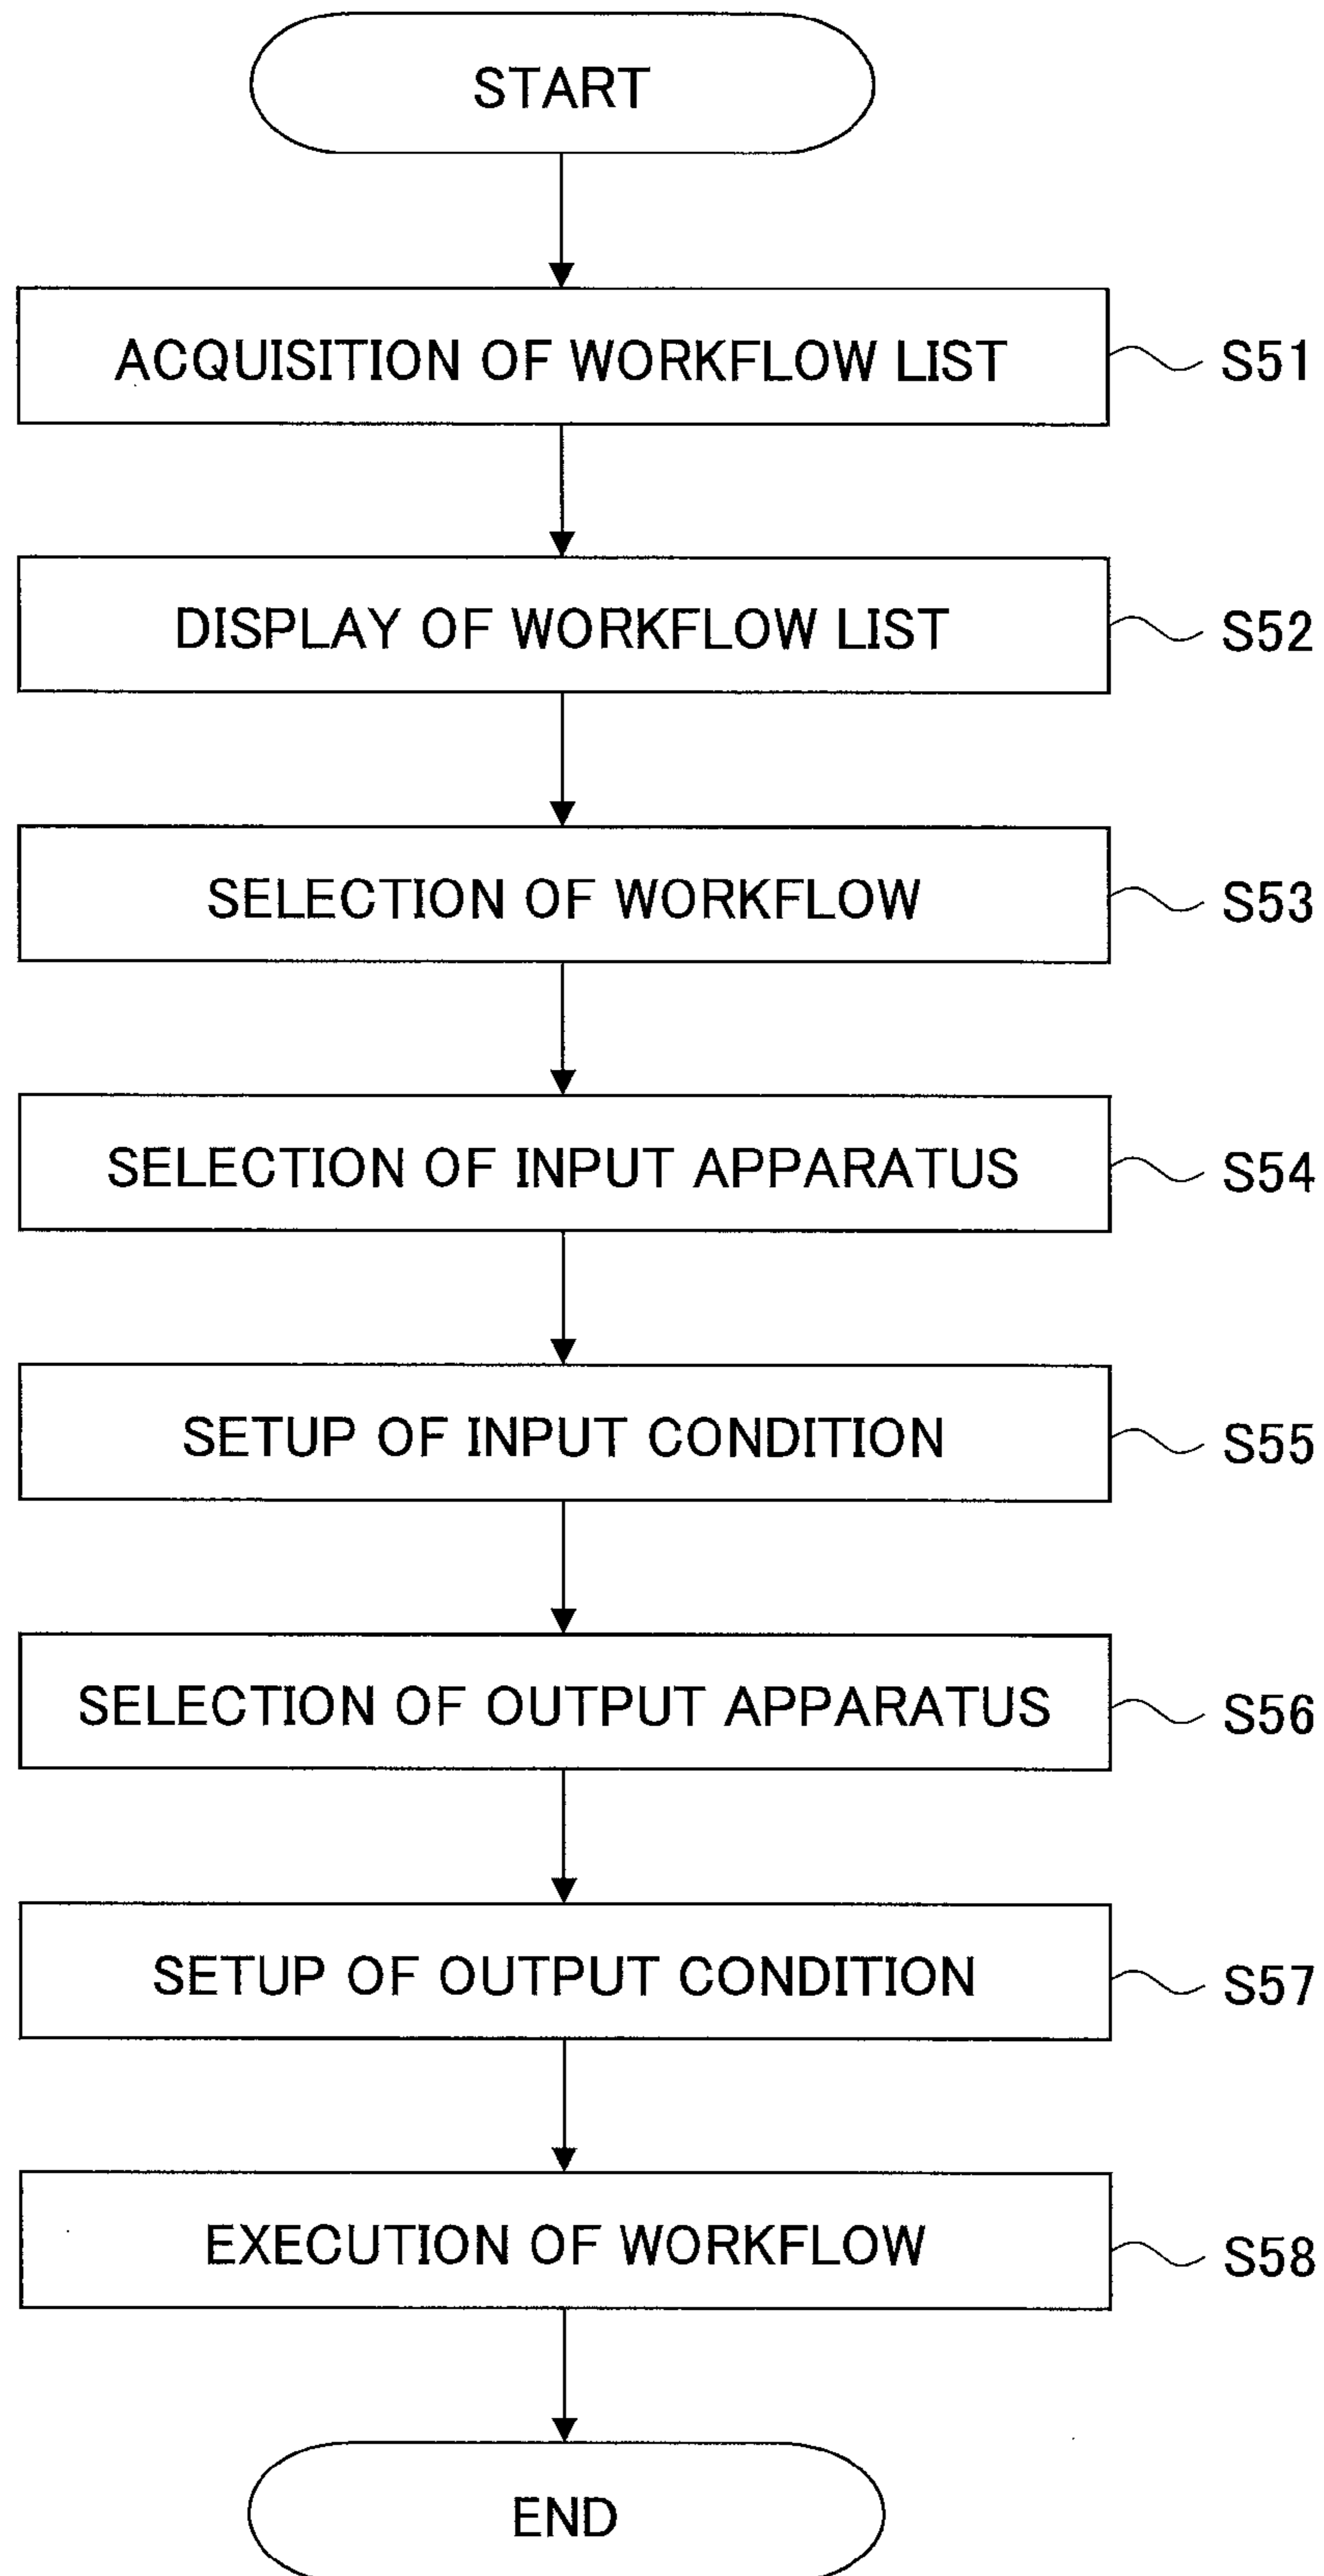 START
ACQUISITION OF WORKFLOW LIST
S51
DISPLAY OF WORKFLOW LIST
S52
SELECTION OF WORKFLOW
S53
SELECTION OF INPUT APPARATUS
S54
SETUP OF INPUT CONDITION
S55
SELECTION OF OUTPUT APPARATUS
S56
SETUP OF OUTPUT CONDITION
S57
EXECUTION OF WORKFLOW
S58
END